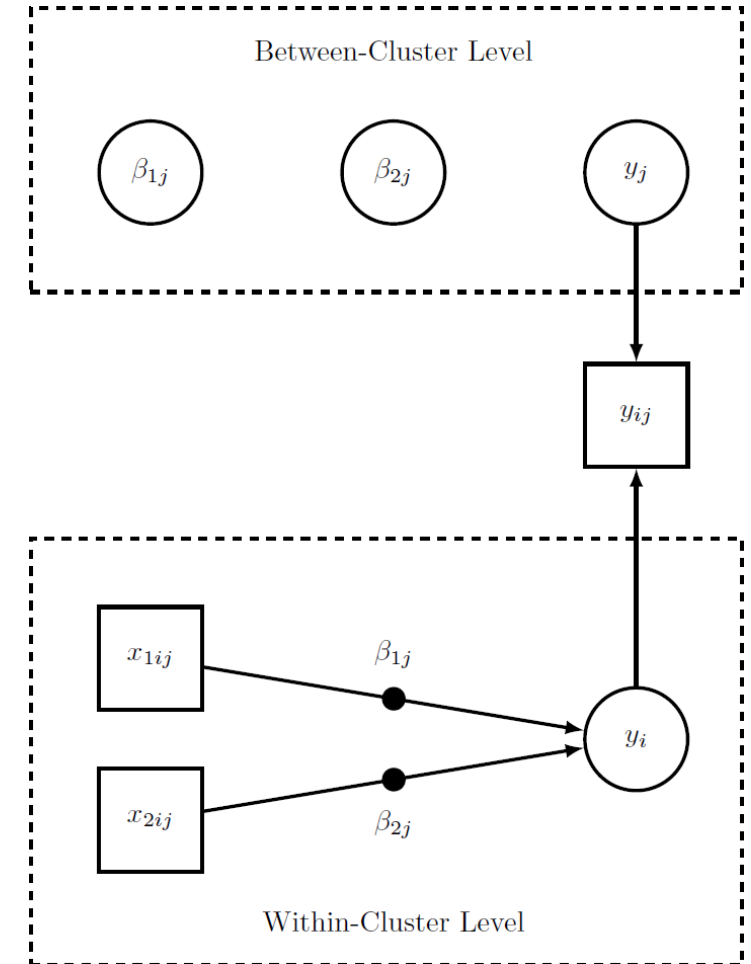 Between-Cluster Level
β₁ⱼ β₂ⱼ yⱼ
yᵢⱼ
x₁ᵢⱼ β₁ⱼ
yᵢ
x₂ᵢⱼ β₂ⱼ
Within-Cluster Level